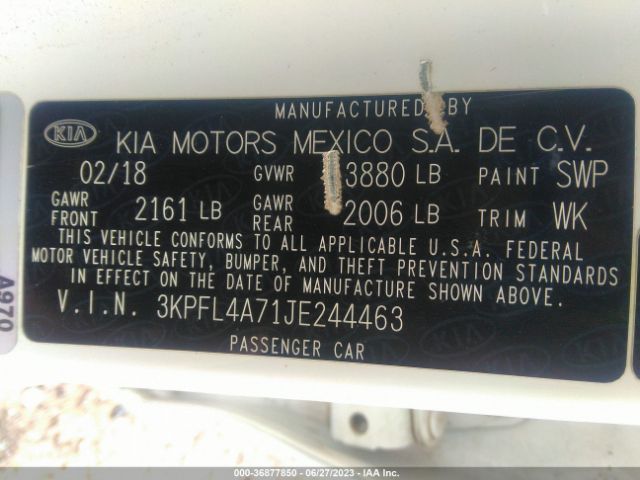 MANUFACTURED BY
KIA KIA MOTORS MEXICO S.A. DE C.V.
02/18 GVWR 3880 LB PAINT SWP
GAWR FRONT 2161 LB GAWR REAR 2006 LB TRIM WK
THIS VEHICLE CONFORMS TO ALL APPLICABLE U.S.A. FEDERAL
MOTOR VEHICLE SAFETY, BUMPER, AND THEFT PREVENTION STANDARDS
IN EFFECT ON THE DATE OF MANUFACTURE SHOWN ABOVE.
V.I.N. 3KPFL4A71JE244463
PASSENGER CAR
A970
000-36877850 - 06/27/2023 - IAA Inc.